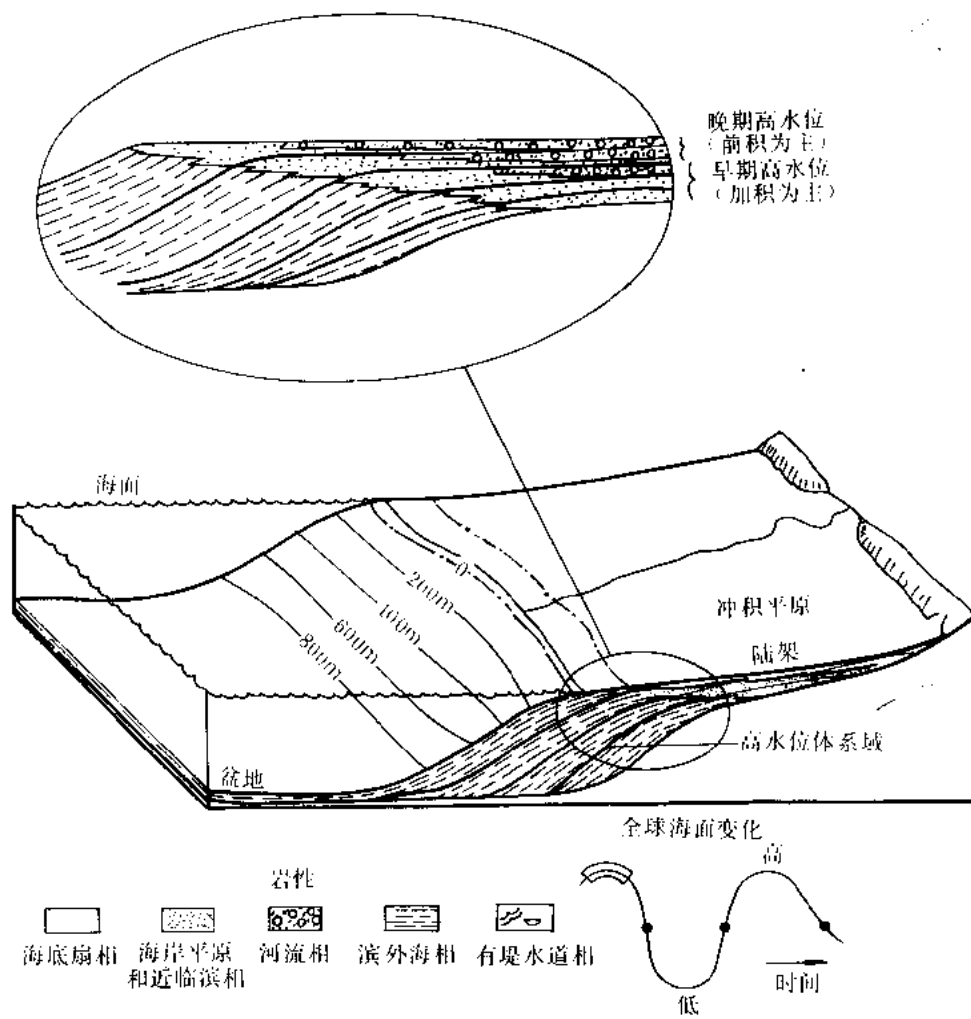 晚期高水位
(前积为主)
早期高水位
(加积为主)
海面
0
200m
400m
600m
800m
冲积平原
陆架
高水位体系域
盆地
全球海面变化
高
岩性
海底扇相
海岸平原
和近临滨相
河流相
滨外海相
有堤水道相
低
时间